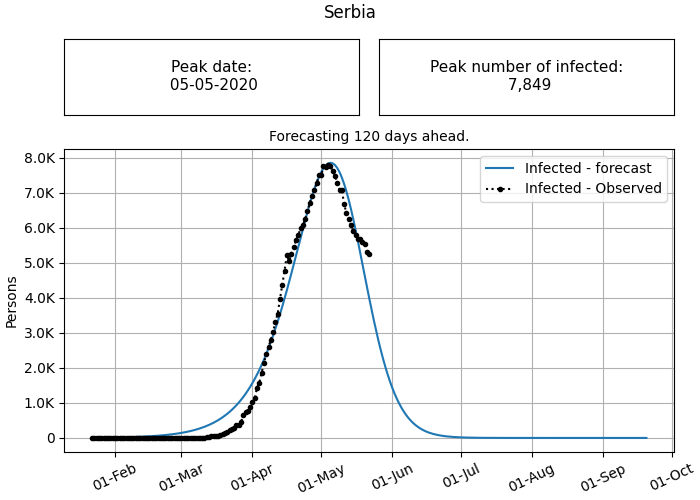 Serbia
Peak date:
05-05-2020
Peak number of infected:
7,849
Forecasting 120 days ahead.
Infected - forecast
Infected - Observed
8.0K
7.0K
6.0K
5.0K
4.0K
3.0K
2.0K
1.0K
0
Persons
01-Feb
01-Mar
01-Apr
01-May
01-Jun
01-Jul
01-Aug
01-Sep
01-Oct